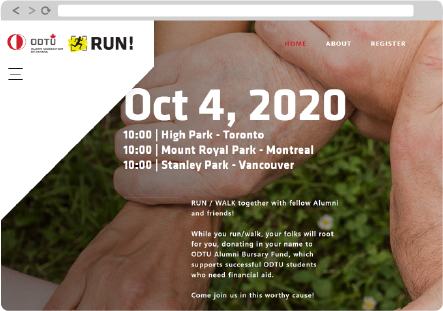 ODTÜ
RUN!
HOME ABOUT REGISTER
Oct 4, 2020
10:00 | High Park - Toronto
10:00 | Mount Royal Park - Montreal
10:00 | Stanley Park - Vancouver
RUN / WALK together with fellow Alumni
and friends!
While you run/walk, your folks will root
for you, donating in your name to
ODTU Alumni Bursary Fund, which
supports successful ODTU students
who need financial aid.
Come join us in this worthy cause!